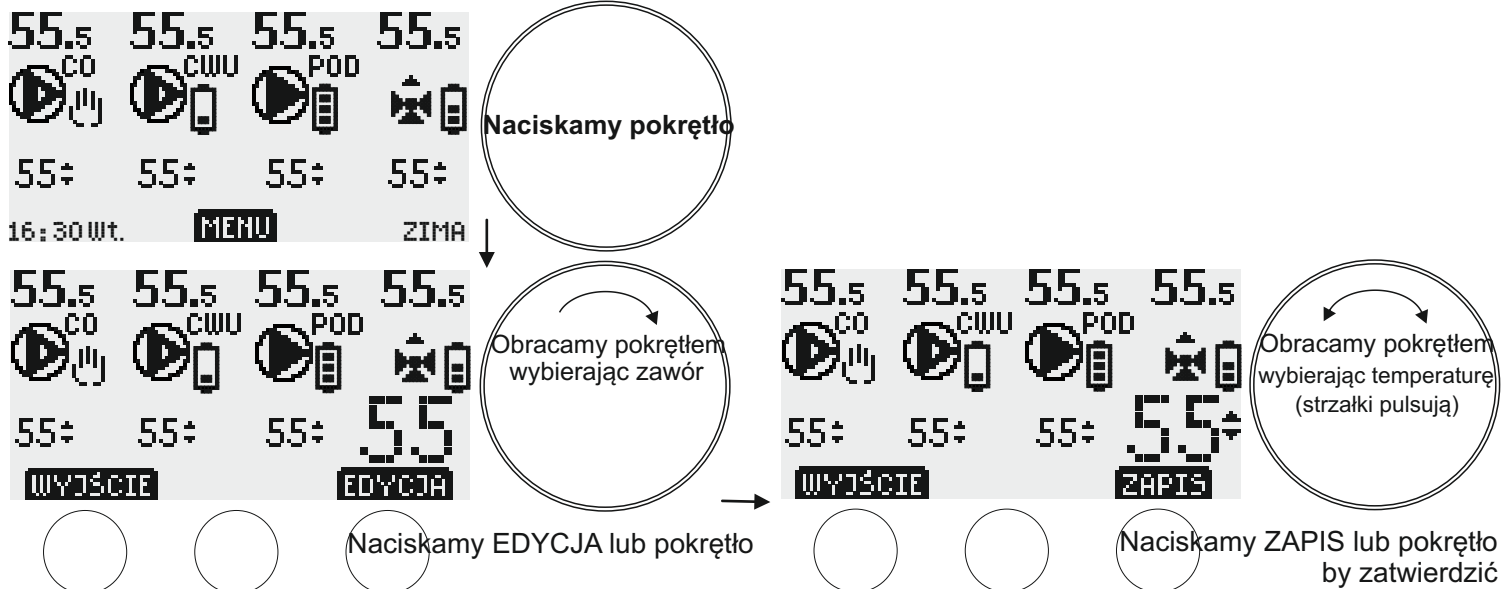 55.5 55.5 55.5 55.5
CO CWU POD
Naciskamy pokrętło
55 55 55 55
16:30 Wt. MENU ZIMA
55.5 55.5 55.5 55.5
CO CWU POD
Obracamy pokrętłem
wybierając zawór
55 55 55 55
WYJŚCIE EDYCJA
Naciskamy EDYCJA lub pokrętło
55.5 55.5 55.5 55.5
CO CWU POD
Obracamy pokrętłem
wybierając temperaturę
(strzałki pulsują)
55 55 55 55
WYJŚCIE ZAPIS
Naciskamy ZAPIS lub pokrętło
by zatwierdzić